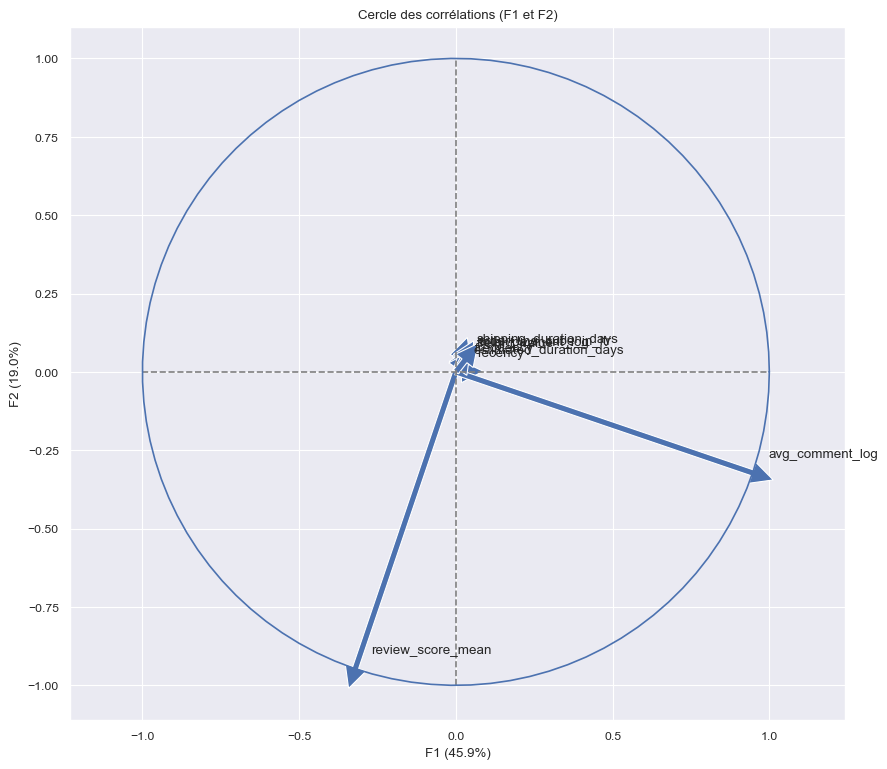 Cercle des corrélations (F1 et F2)
1.00
0.75
0.50
0.25
0.00
−0.25
−0.50
−0.75
−1.00
F2 (19.0%)
shipping_duration_days
_duration_days
recency
avg_comment_log
review_score_mean
−1.0
−0.5
0.0
0.5
1.0
F1 (45.9%)